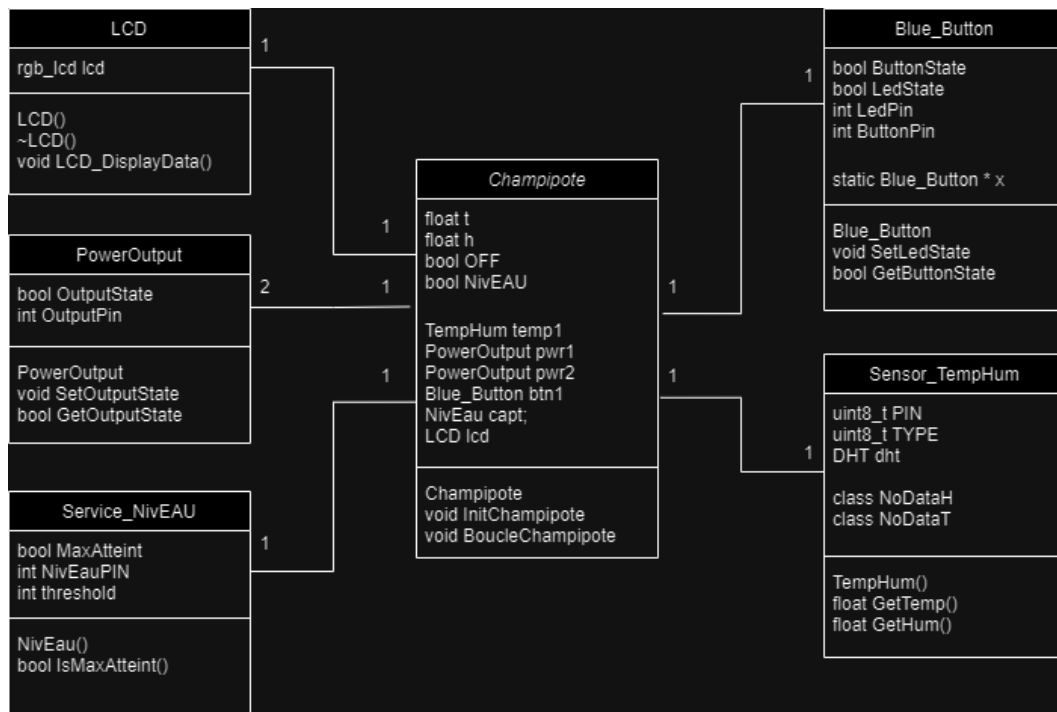 LCD
rgb_lcd lcd
LCD()
~LCD()
void LCD_DisplayData()
1
1
PowerOutput
bool OutputState
int OutputPin
PowerOutput
void SetOutputState
bool GetOutputState
2
1
Service_NivEAU
bool MaxAtteint
int NivEauPIN
int threshold
NivEau()
bool IsMaxAtteint()
1
1
Champipote
float t
float h
bool OFF
bool NivEAU
TempHum temp1
PowerOutput pwr1
PowerOutput pwr2
Blue_Button btn1
NivEau capt;
LCD lcd
Champipote
void InitChampipote
void BoucleChampipote
1
1
Blue_Button
bool ButtonState
bool LedState
int LedPin
int ButtonPin
static Blue_Button * x
Blue_Button
void SetLedState
bool GetButtonState
1
1
Sensor_TempHum
uint8_t PIN
uint8_t TYPE
DHT dht
class NoDataH
class NoDataT
TempHum()
float GetTemp()
float GetHum()